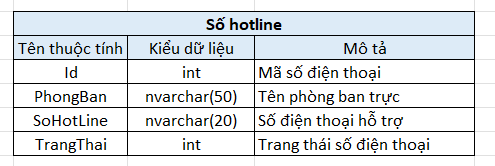 Số hotline
Tên thuộc tính Kiểu dữ liệu Mô tả
Id int Mã số điện thoại
PhongBan nvarchar(50) Tên phòng ban trực
SoHotLine nvarchar(20) Số điện thoại hỗ trợ
TrangThai int Trang thái số điện thoại